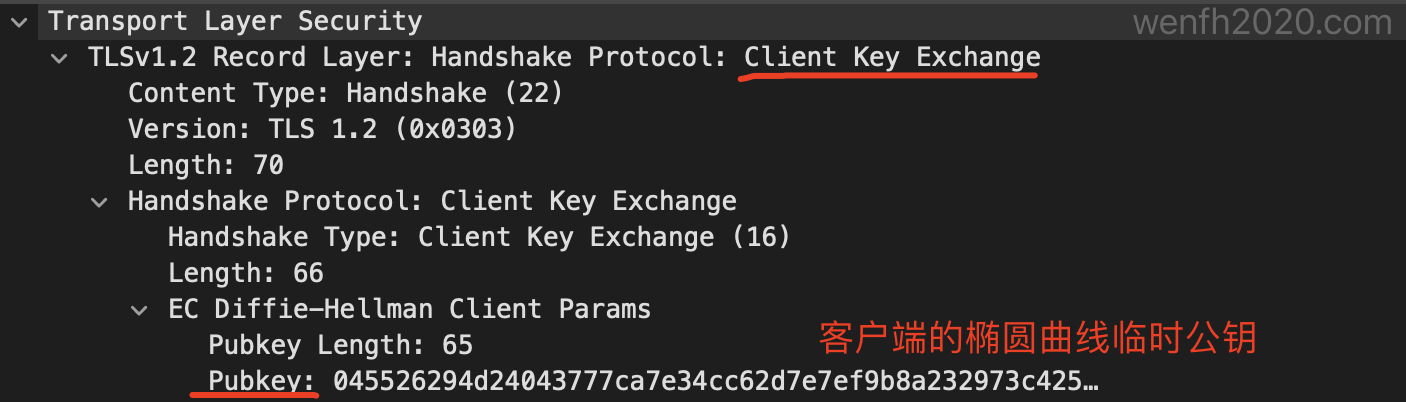 Transport Layer Security
wenfh2020.com
TLSv1.2 Record Layer: Handshake Protocol: Client Key Exchange
Content Type: Handshake (22)
Version: TLS 1.2 (0x0303)
Length: 70
Handshake Protocol: Client Key Exchange
Handshake Type: Client Key Exchange (16)
Length: 66
EC Diffie-Hellman Client Params
Pubkey Length: 65
客户端的椭圆曲线临时公钥
Pubkey: 045526294d24043777ca7e34cc62d7e7ef9b8a232973c425…